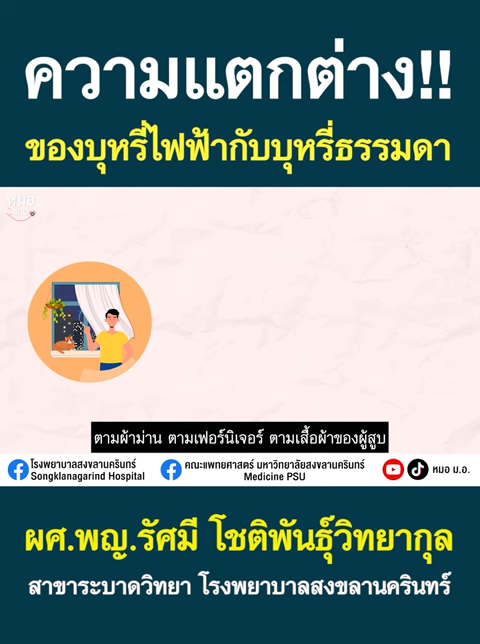 ความแตกต่าง!!
ของบุหรี่ไฟฟ้ากับบุหรี่ธรรมดา
หมอ
ตามผ้าม่าน ตามเฟอร์นิเจอร์ ตามเสื้อผ้าของผู้สูบ
โรงพยาบาลสงขลานครินทร์
Songklanagarind Hospital
คณะแพทยศาสตร์ มหาวิทยาลัยสงขลานครินทร์
Medicine PSU
หมอ ม.อ.
ผศ.พญ.รัศมี โชติพันธุ์วิทยากุล
สาขาระบาดวิทยา โรงพยาบาลสงขลานครินทร์